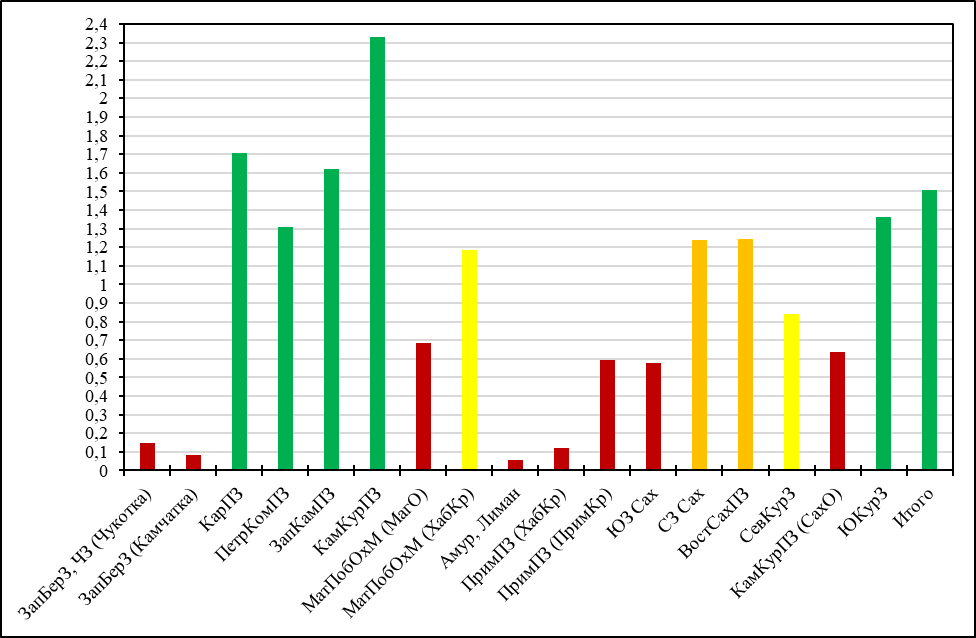 2,4
2,3
2,2
2,1
2
1,9
1,8
1,7
1,6
1,5
1,4
1,3
1,2
1,1
1
0,9
0,8
0,7
0,6
0,5
0,4
0,3
0,2
0,1
0
ЗапБерЗ, ЧЗ (Чукотка)
ЗапБерЗ (Камчатка)
КарПЗ
ПетрКомПЗ
ЗапКамПЗ
КамКурПЗ
МатПобОхМ (МагО)
МатПобОхМ (ХабКр)
Амур, Лиман
ПримПЗ (ХабКр)
ПримПЗ (ПримКр)
ЮЗ Сах
СЗ Сах
ВостСахПЗ
СевКурЗ
КамКурПЗ (СахО)
ЮКурЗ
Итого